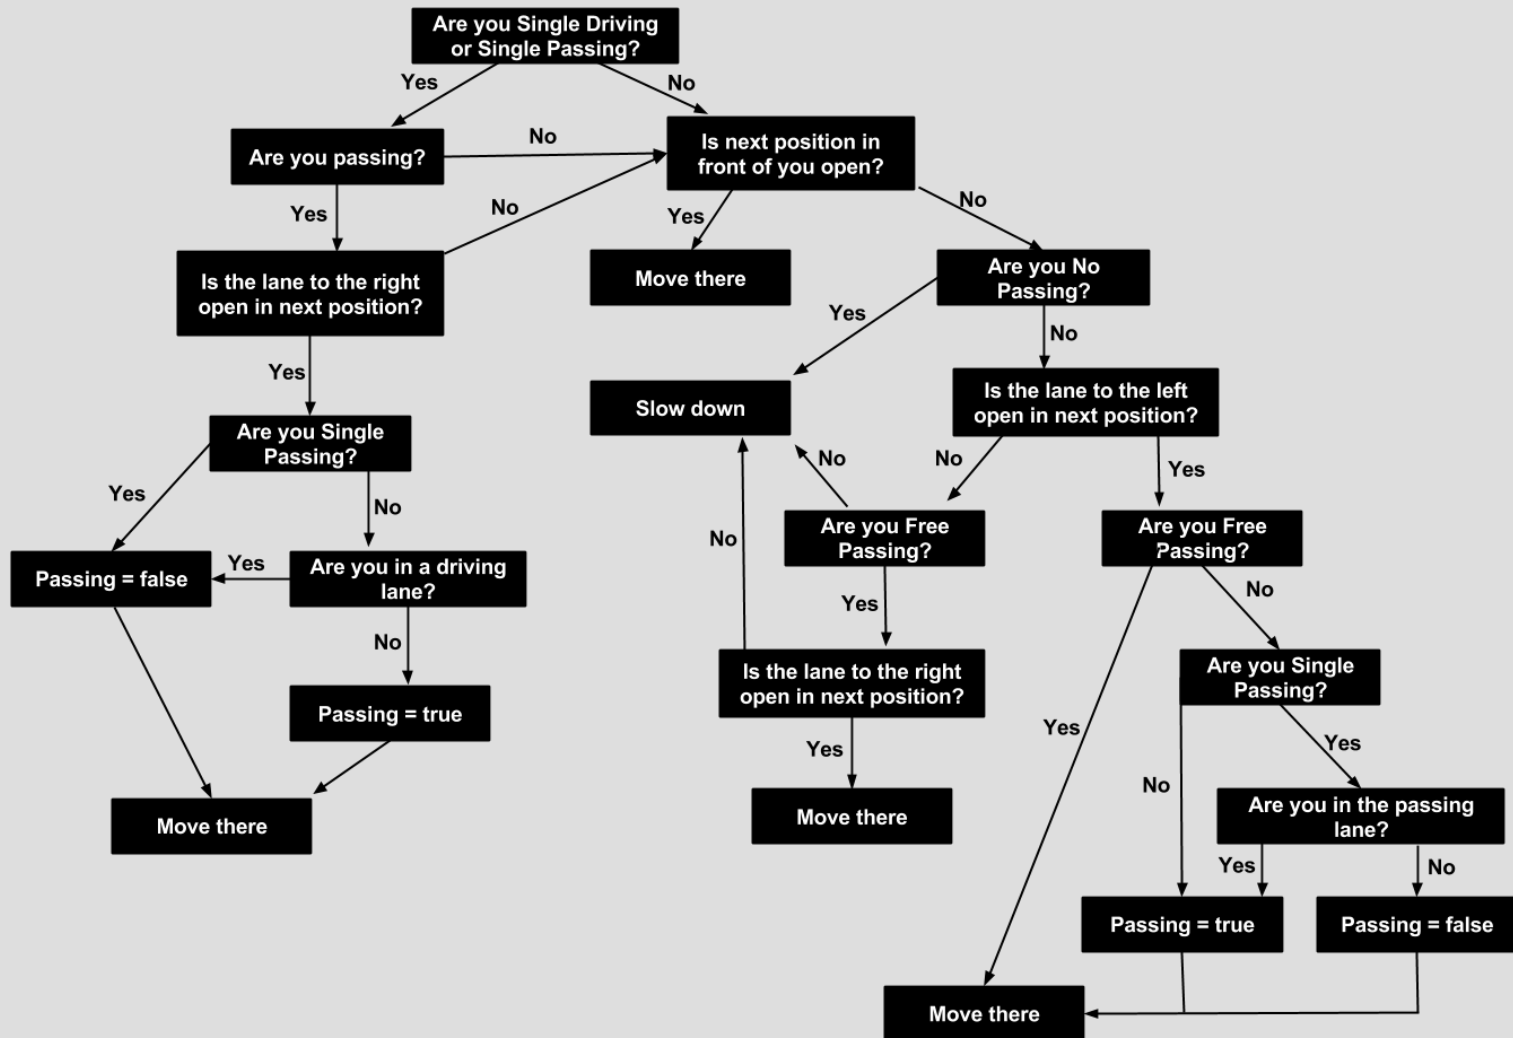 Are you Single Driving
or Single Passing?
Yes
No
Are you passing?
No
Is next position in
front of you open?
Yes
No
Yes
No
Is the lane to the right
open in next position?
Move there
Are you No
Passing?
Yes
No
Yes
Slow down
Is the lane to the left
open in next position?
Are you Single
Passing?
No
No
Yes
Yes
No
Are you Free
Passing?
Are you Free
Passing?
No
Passing = false
Yes
Are you in a driving
lane?
Yes
No
No
Is the lane to the right
open in next position?
Are you Single
Passing?
Passing = true
Yes
Yes
Yes
No
Move there
Move there
Are you in the passing
lane?
Yes
No
Passing = true
Passing = false
Move there